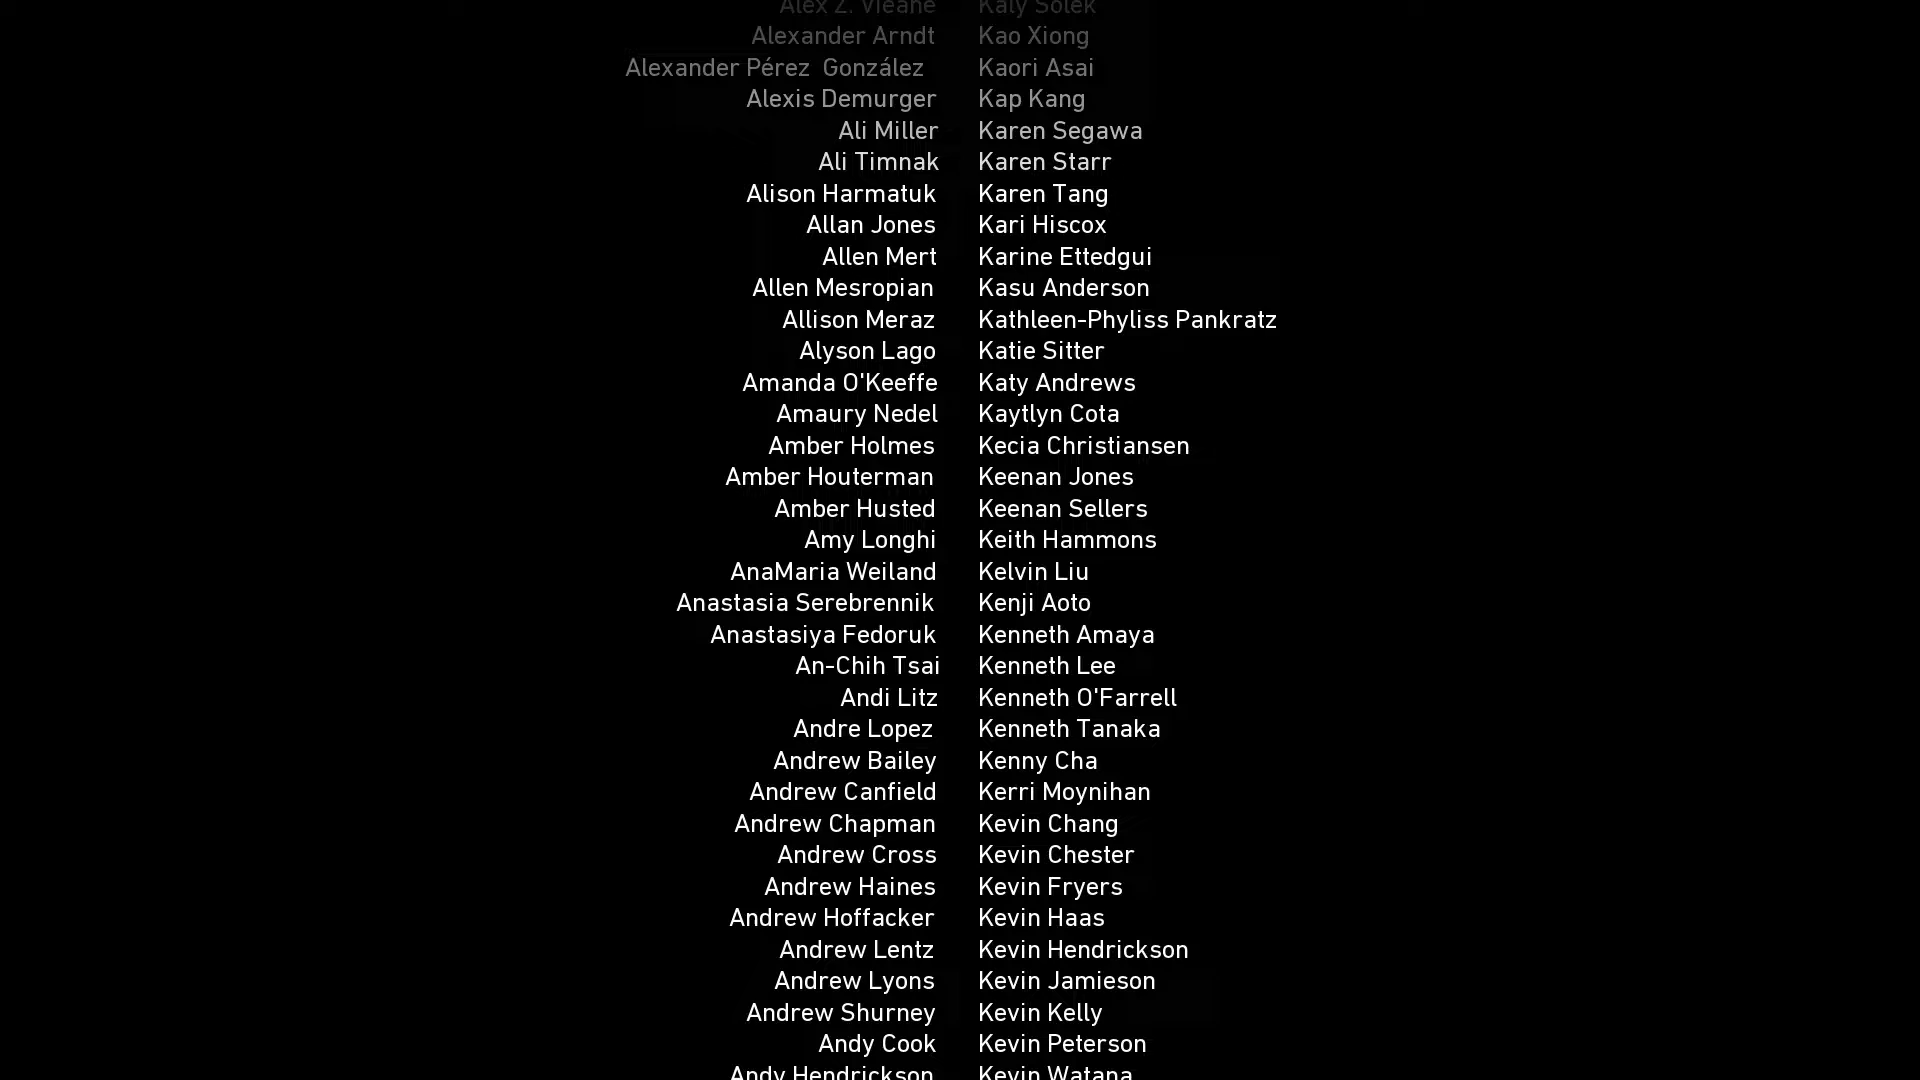 Alex Z. Kaly Solek
Alexander Arndt Kao Xiong
Alexander Pérez González Kaori Asai
Alexis Demurger Kap Kang
Ali Miller Karen Segawa
Ali Timnak Karen Starr
Alison Harmatuk Karen Tang
Allan Jones Kari Hiscox
Allen Mert Karine Ettedgui
Allen Mesropian Kasu Anderson
Allison Meraz Kathleen-Phyliss Pankratz
Alyson Lago Katie Sitter
Amanda O'Keeffe Katy Andrews
Amaury Nedel Kaytlyn Cota
Amber Holmes Kecia Christiansen
Amber Houterman Keenan Jones
Amber Husted Keenan Sellers
Amy Longhi Keith Hammons
AnaMaria Weiland Kelvin Liu
Anastasia Serebrennik Kenji Aoto
Anastasiya Fedoruk Kenneth Amaya
An-Chih Tsai Kenneth Lee
Andi Litz Kenneth O'Farrell
Andre Lopez Kenneth Tanaka
Andrew Bailey Kenny Cha
Andrew Canfield Kerri Moynihan
Andrew Chapman Kevin Chang
Andrew Cross Kevin Chester
Andrew Haines Kevin Fryers
Andrew Hoffacker Kevin Haas
Andrew Lentz Kevin Hendrickson
Andrew Lyons Kevin Jamieson
Andrew Shurney Kevin Kelly
Andy Cook Kevin Peterson
Andy Hendrickson Kevin Watana